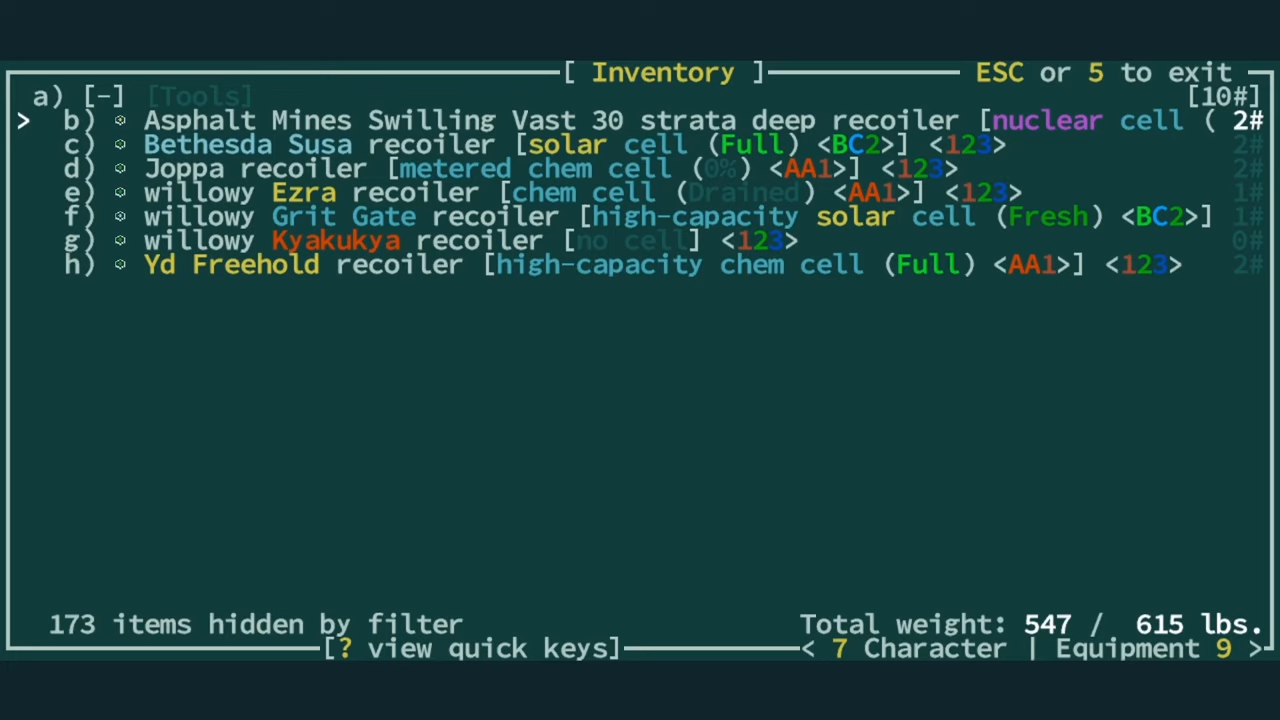 [ Inventory ] ESC or 5 to exit
a) [-] [Tools] [10#]
> b) Asphalt Mines Swilling Vast 30 strata deep recoiler [nuclear cell ( 2#
c) Bethesda Susa recoiler [solar cell (Full) <BC2>] <123> 2#
d) Joppa recoiler [metered chem cell (0%) <AA1>] <123> 2#
e) willowy Ezra recoiler [chem cell (Drained) <AA1>] <123> 1#
f) willowy Grit Gate recoiler [high-capacity solar cell (Fresh) <BC2>] 1#
g) willowy Kyakukya recoiler [no cell] <123> 0#
h) Yd Freehold recoiler [high-capacity chem cell (Full) <AA1>] <123> 2#
173 items hidden by filter Total weight: 547 / 615 lbs.
[? view quick keys] < 7 Character | Equipment 9 >